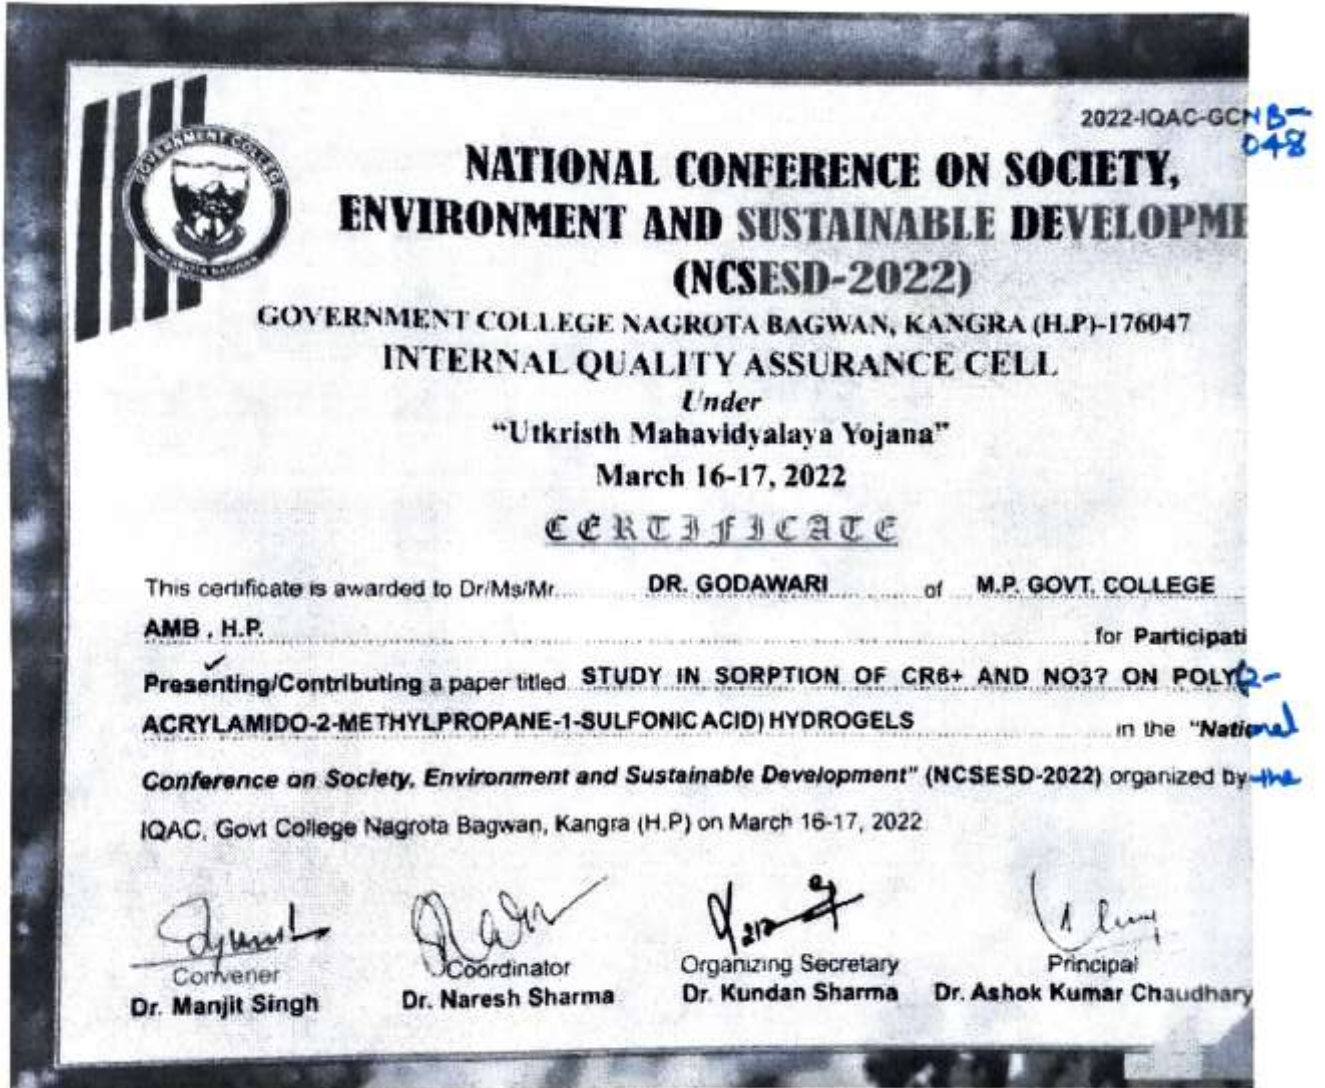 2022-IQAC-GCNB-
048
GOVERNMENT COLLEGE
NAGROTA BAGWAN
NATIONAL CONFERENCE ON SOCIETY,
ENVIRONMENT AND SUSTAINABLE DEVELOPME
(NCSESD-2022)
GOVERNMENT COLLEGE NAGROTA BAGWAN, KANGRA (H.P)-176047
INTERNAL QUALITY ASSURANCE CELL
Under
“Utkristh Mahavidyalaya Yojana”
March 16-17, 2022
CERTIFICATE
This certificate is awarded to Dr/Ms/Mr.... DR. GODAWARI of M.P. GOVT. COLLEGE
AMB , H.P. for Participati
Presenting/Contributing a paper titled STUDY IN SORPTION OF CR6+ AND NO3? ON POLY(2-
ACRYLAMIDO-2-METHYLPROPANE-1-SULFONIC ACID) HYDROGELS in the "National
Conference on Society, Environment and Sustainable Development" (NCSESD-2022) organized by the
IQAC, Govt College Nagrota Bagwan, Kangra (H.P) on March 16-17, 2022
Convener Coordinator Organizing Secretary Principal
Dr. Manjit Singh Dr. Naresh Sharma Dr. Kundan Sharma Dr. Ashok Kumar Chaudhary